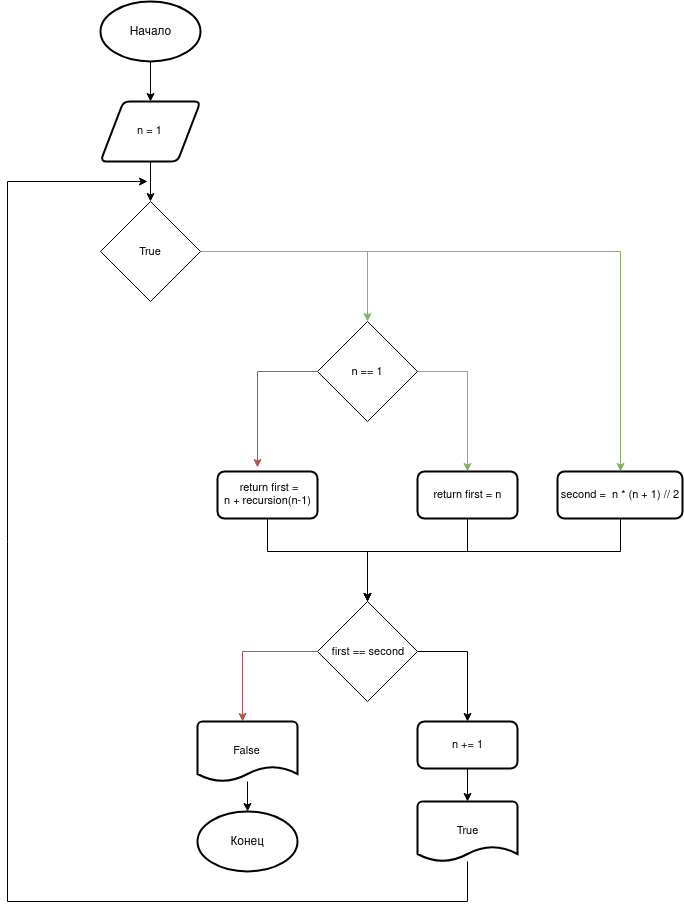 Начало
n = 1
True
n == 1
return first =
n + recursion(n-1)
return first = n
second = n * (n + 1) // 2
first == second
False
n += 1
Конец
True